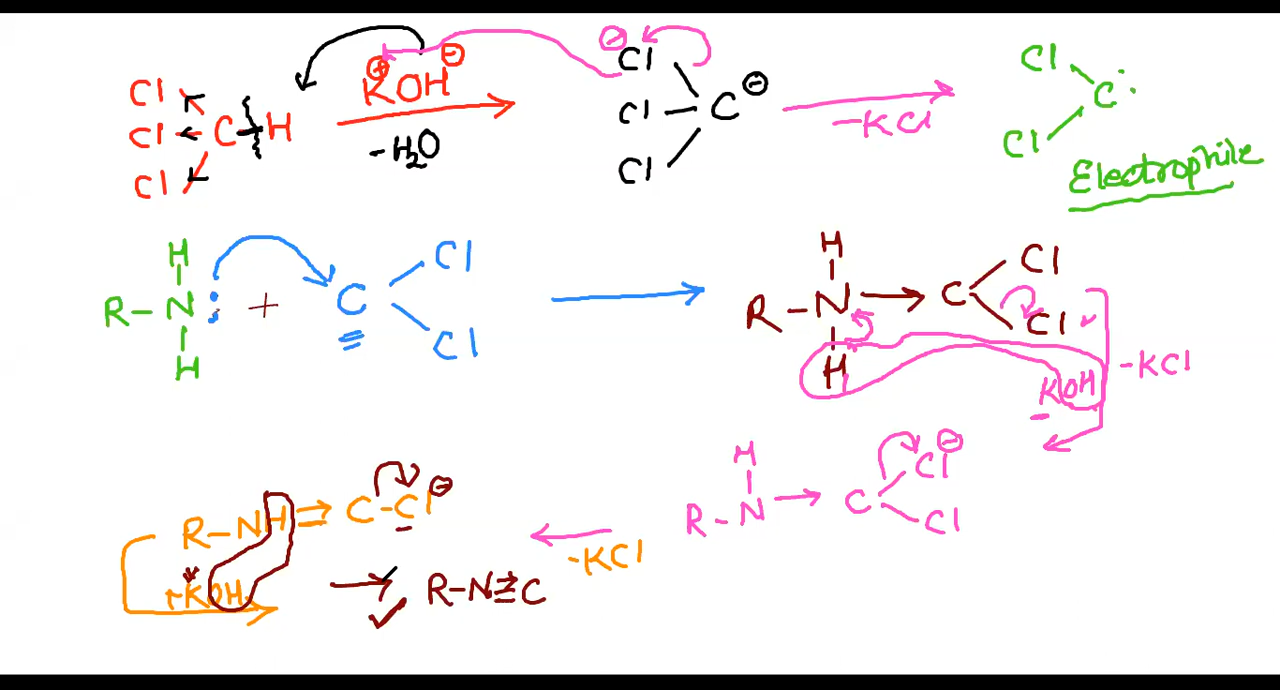 Cl
Cl - C - H
Cl
⊕ ⊖
KOH
-H₂O
⊖
Cl
Cl - C ⊖
Cl
-KCl
Cl
C:
Cl
Electrophile
H
R-N: + C
H
Cl
Cl
H
R-N → C
H
Cl
Cl
KOH
-KCl
H
R-N → C
Cl ⊖
Cl
-KCl
R-NH ⇒ C-Cl ⊖
+KOH
→ R-N≡C